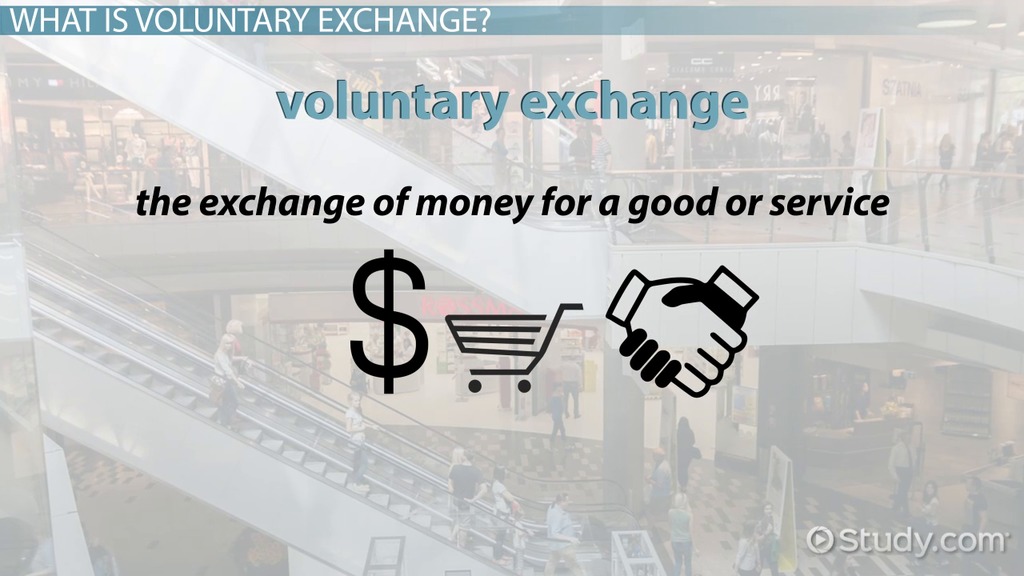 WHAT IS VOLUNTARY EXCHANGE?
voluntary exchange
the exchange of money for a good or service
$
Study.com